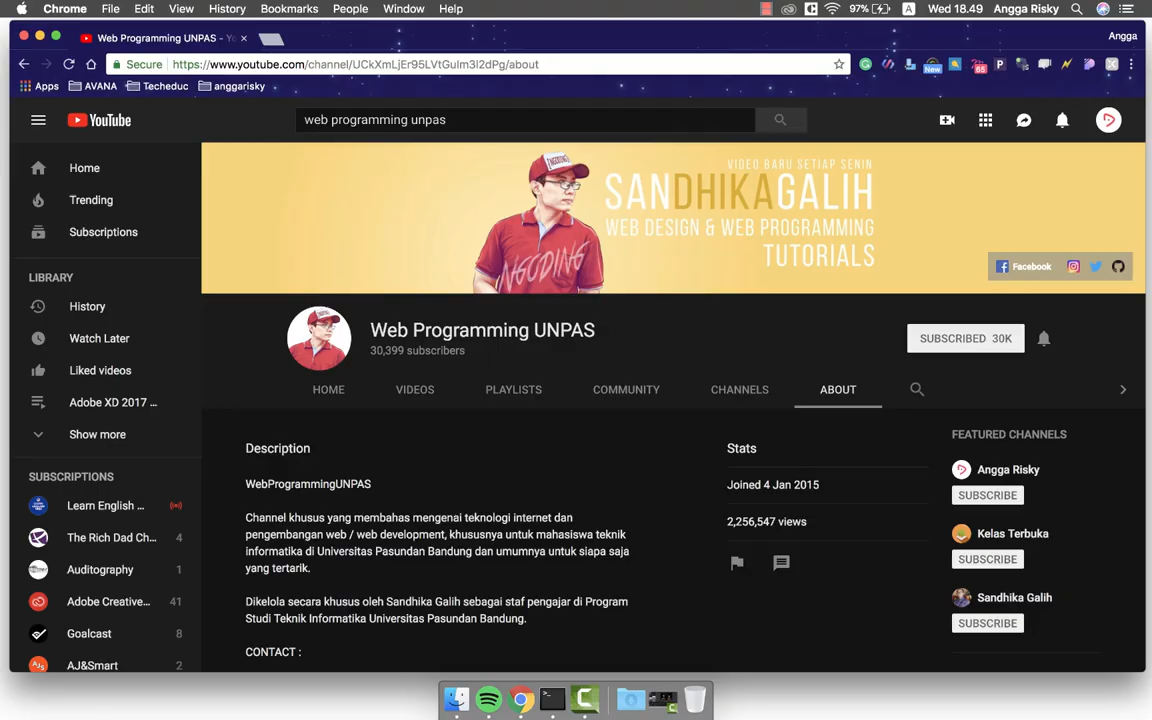 Chrome File Edit View History Bookmarks People Window Help 97% A Wed 18.49 Angga Risky
Web Programming UNPAS - Yo Angga
Secure https://www.youtube.com/channel/UCkXmLjEr95LVtGuIm3l2dPg/about
Apps AVANA Techeduc anggarisky
YouTube web programming unpas
Home
Trending
Subscriptions
LIBRARY
History
Watch Later
Liked videos
Adobe XD 2017 ...
Show more
SUBSCRIPTIONS
Learn English ...
The Rich Dad Ch... 4
Auditography 1
Adobe Creative... 41
Goalcast 8
AJ&Smart 2
VIDEO BARU SETIAP SENIN
SANDHIKAGALIH
WEB DESIGN & WEB PROGRAMMING
TUTORIALS
NGODING
Facebook
Web Programming UNPAS
30,399 subscribers
SUBSCRIBED 30K
HOME VIDEOS PLAYLISTS COMMUNITY CHANNELS ABOUT
Description
WebProgrammingUNPAS
Channel khusus yang membahas mengenai teknologi internet dan
pengembangan web / web development, khususnya untuk mahasiswa teknik
informatika di Universitas Pasundan Bandung dan umumnya untuk siapa saja
yang tertarik.
Dikelola secara khusus oleh Sandhika Galih sebagai staf pengajar di Program
Studi Teknik Informatika Universitas Pasundan Bandung.
CONTACT :
Stats
Joined 4 Jan 2015
2,256,547 views
FEATURED CHANNELS
Angga Risky
SUBSCRIBE
Kelas Terbuka
SUBSCRIBE
Sandhika Galih
SUBSCRIBE